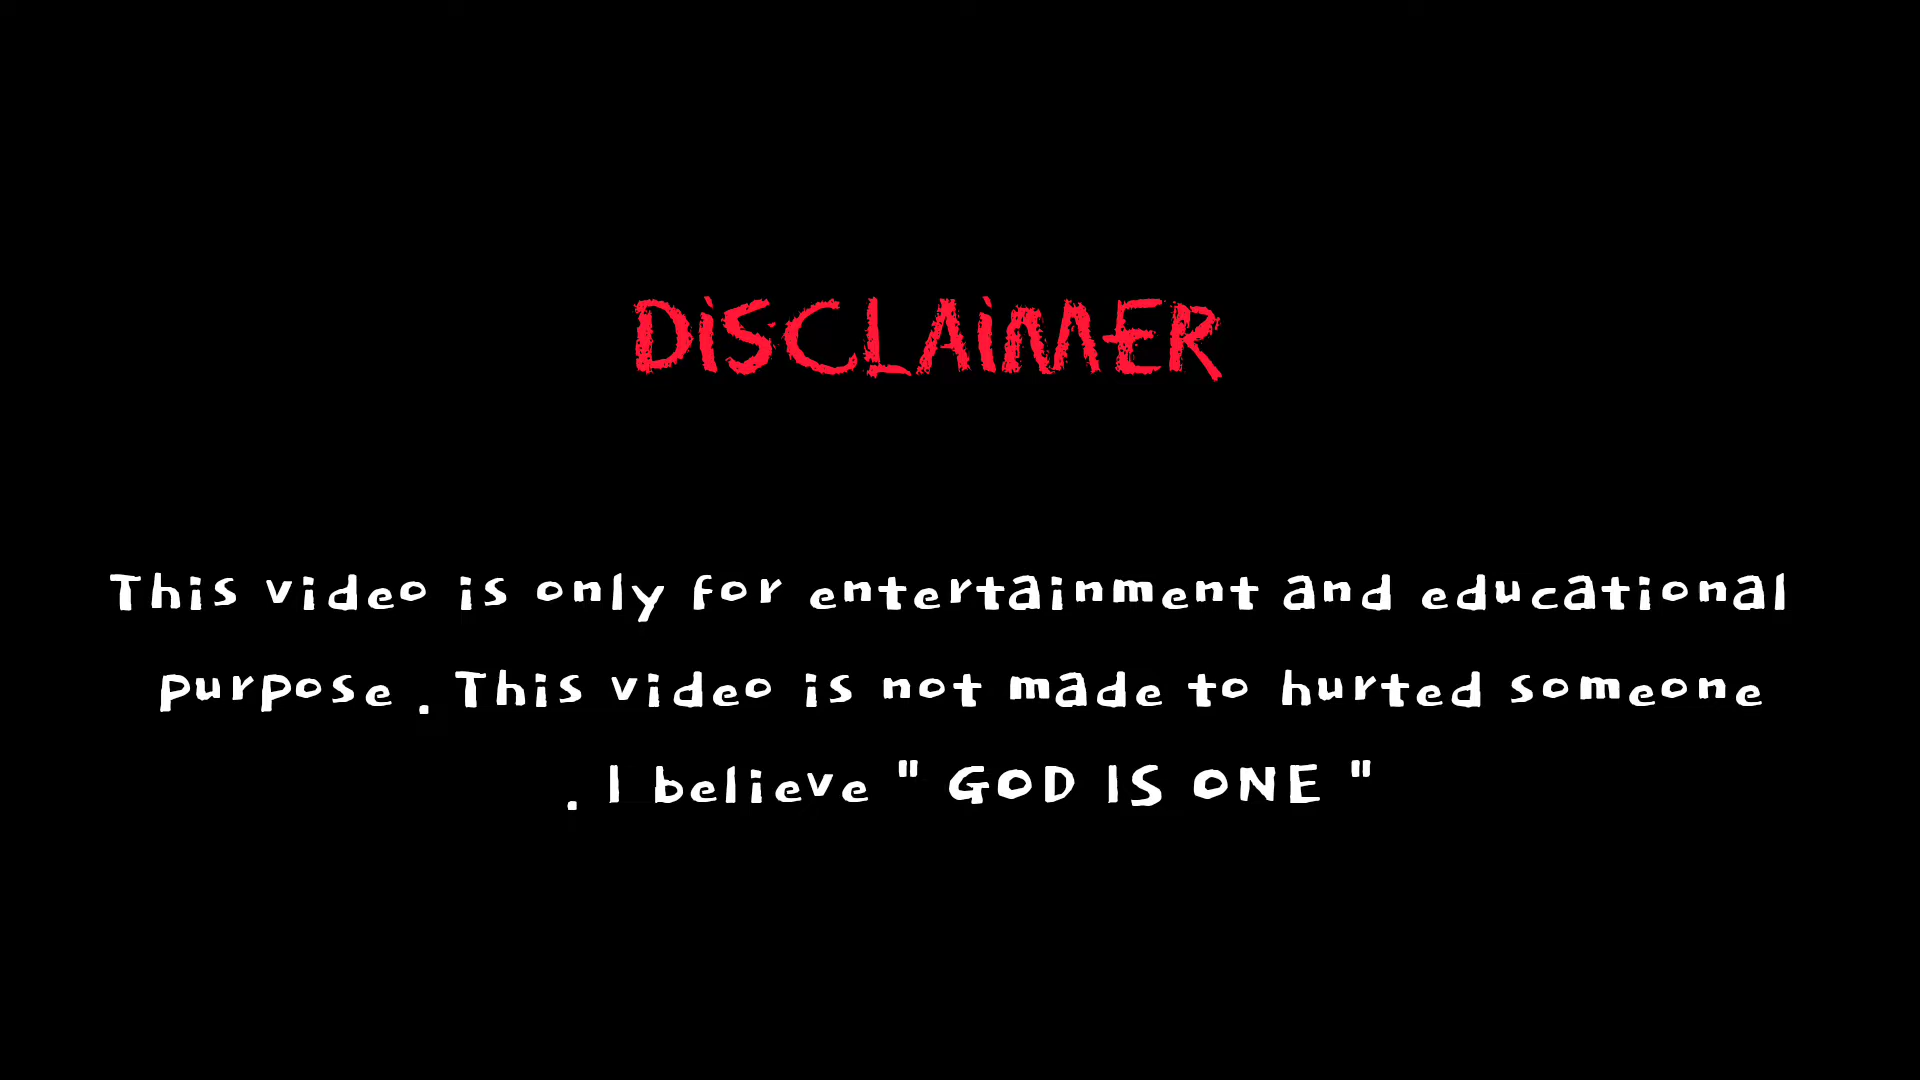 DiSCLAiMER
This video is only for entertainment and educational
purpose . This video is not made to hurted someone
. I believe " GOD IS ONE "